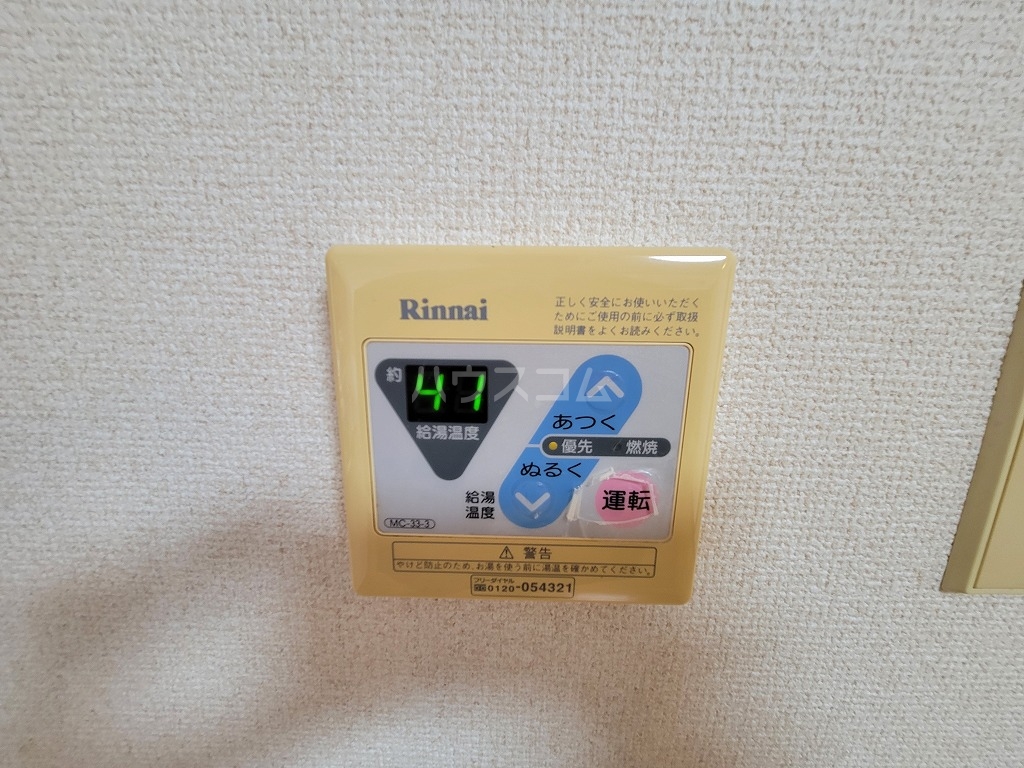 Rinnai
正しく安全にお使いいただく
ためにご使用の前に必ず取扱
説明書をよくお読みください。
約 41
給湯温度
ハウスコム
あつく
優先 燃焼
ぬるく
給湯
温度
運転
MC-33-3
警告
やけど防止のため、お湯を使う前に湯温を確かめてください。
フリーダイヤル
0120-054321